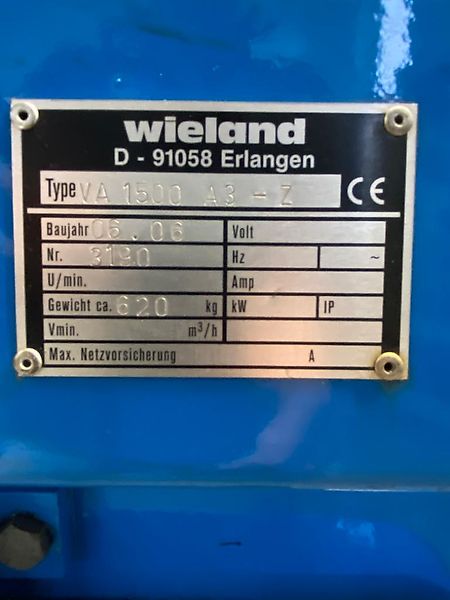 wieland
D - 91058 Erlangen
Type VA 1500 A3 - Z CE
Baujahr 06.06 Volt
Nr. 3190 Hz ~
U/min. Amp
Gewicht ca. 620 kg kW IP
Vmin. m³/h
Max. Netzvorsicherung A